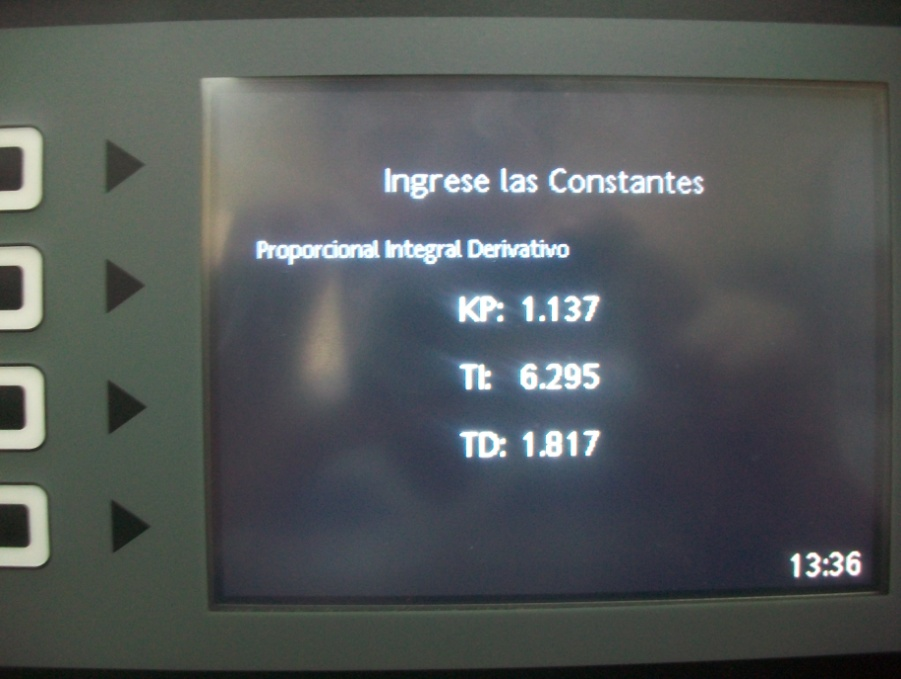 Ingrese las Constantes
Proporcional Integral Derivativo
KP: 1.137
TI: 6.295
TD: 1.817
13:36